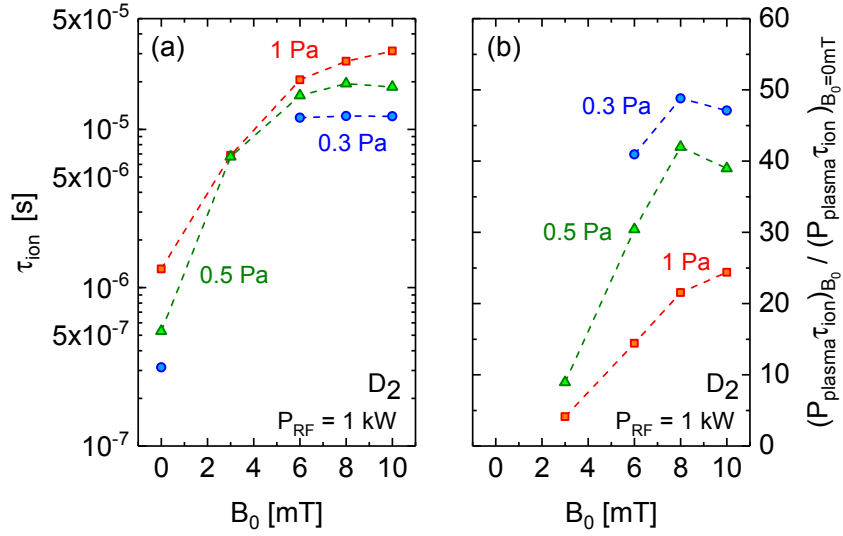 (a)
5x10⁻⁵
10⁻⁵
5x10⁻⁶
10⁻⁶
5x10⁻⁷
10⁻⁷
τ_ion [s]
1 Pa
0.3 Pa
0.5 Pa
D₂
P_RF = 1 kW
0 2 4 6 8 10
B₀ [mT]
(b)
0.3 Pa
0.5 Pa
1 Pa
D₂
P_RF = 1 kW
0 2 4 6 8 10
B₀ [mT]
60
50
40
30
20
10
0
(P_plasma τ_ion)_B₀ / (P_plasma τ_ion)_B₀=0mT